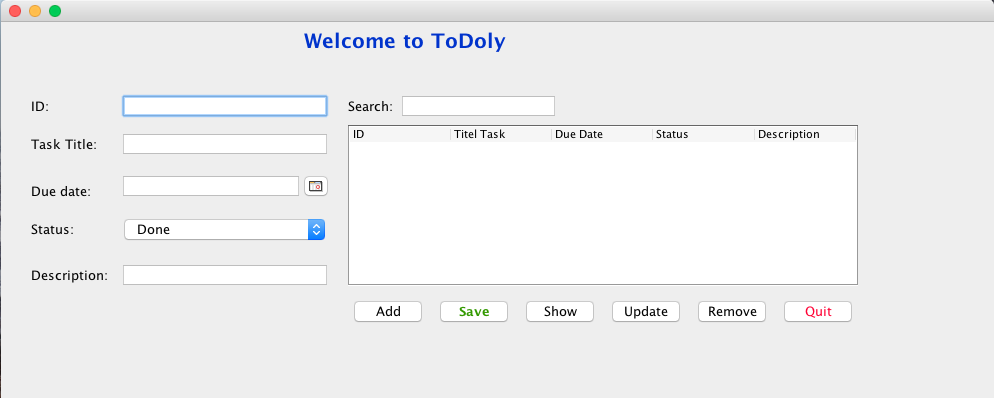 Welcome to ToDoly
ID:
Search:
Task Title:
Due date:
Status: Done
Description:
ID Titel Task Due Date Status Description
Add Save Show Update Remove Quit